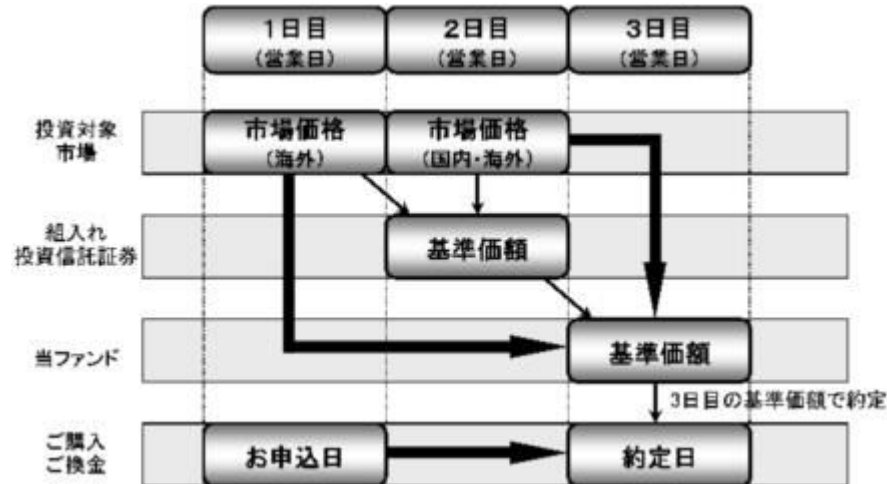 1日目
(営業日)
2日目
(営業日)
3日目
(営業日)
投資対象
市場
市場価格
(海外)
市場価格
(国内・海外)
組入れ
投資信託証券
基準価額
当ファンド
基準価額
3日目の基準価額で約定
ご購入
ご換金
お申込日
約定日